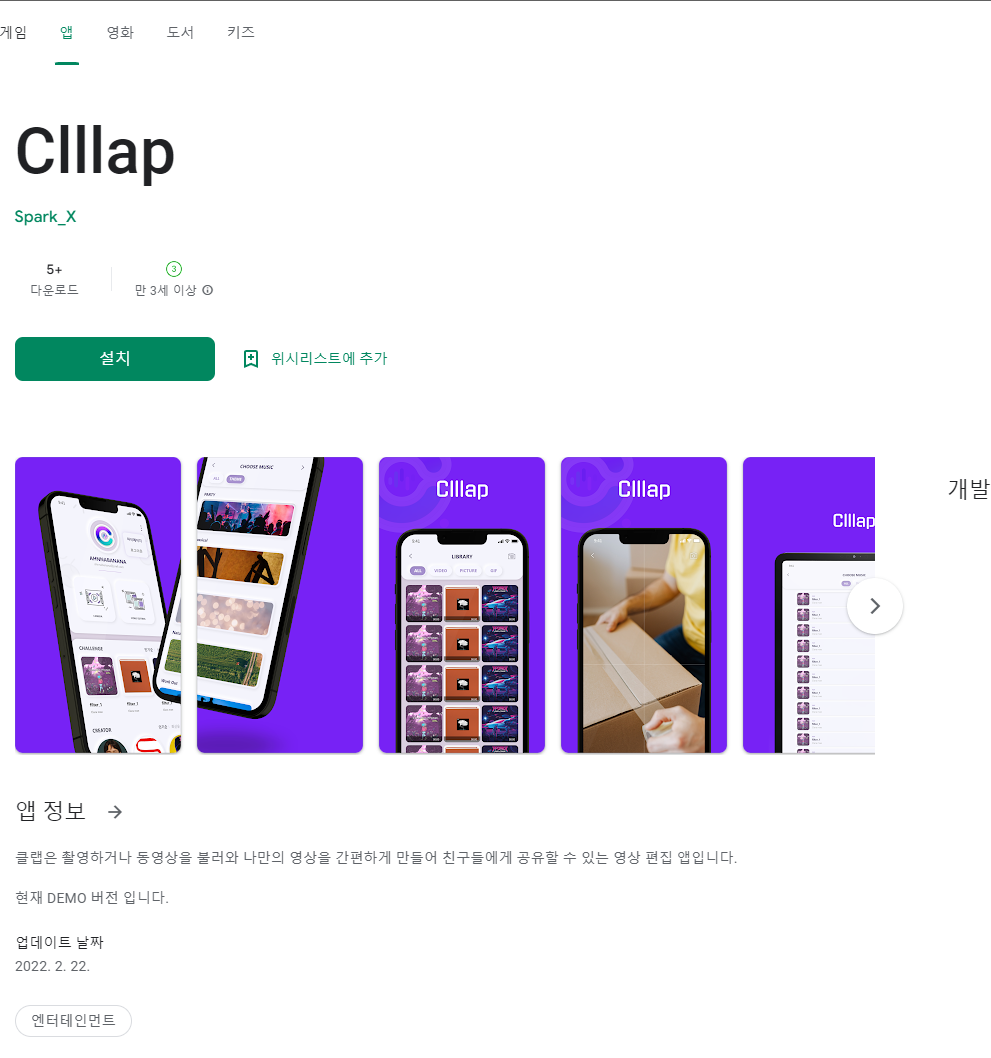 게임 앱 영화 도서 키즈
Clllap
Spark_X
5+
다운로드
3
만 3세 이상
설치
위시리스트에 추가
CHALLENGE
CREATOR
CHOOSE MUSIC
ALL
PARTY
Clllap
LIBRARY
ALL VIDEO PICTURE GIF
Clllap
Clllap
개발
앱 정보
클랩은 촬영하거나 동영상을 불러와 나만의 영상을 간편하게 만들어 친구들에게 공유할 수 있는 영상 편집 앱입니다.
현재 DEMO 버전 입니다.
업데이트 날짜
2022. 2. 22.
엔터테인먼트